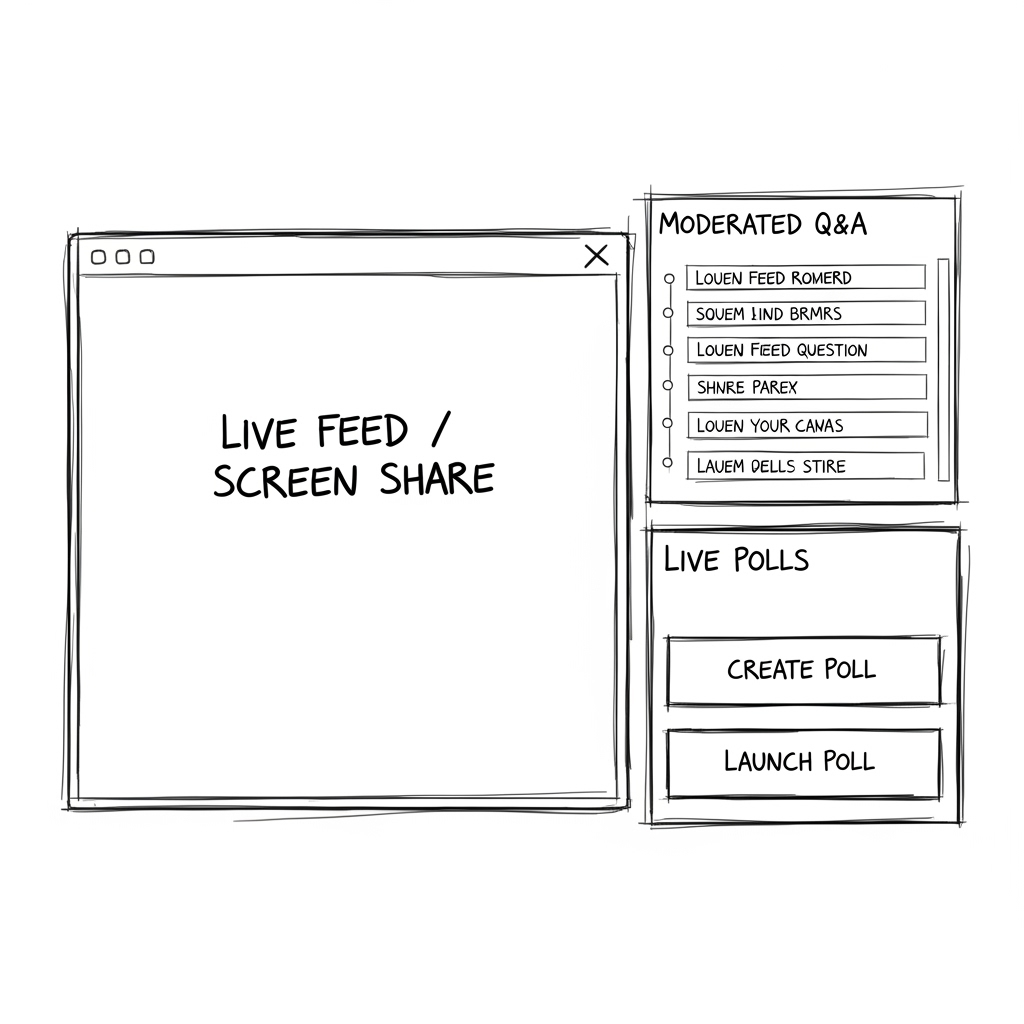 LIVE FEED /
SCREEN SHARE
MODERATED Q&A
LOUEN FEED ROMERD
SQUEM LIND BRMRS
LOUEN FEED QUESTION
SHNRE PAREX
LOUEN YOUR CANAS
LAUEM DELLS STIRE
LIVE POLLS
CREATE POLL
LAUNCH POLL